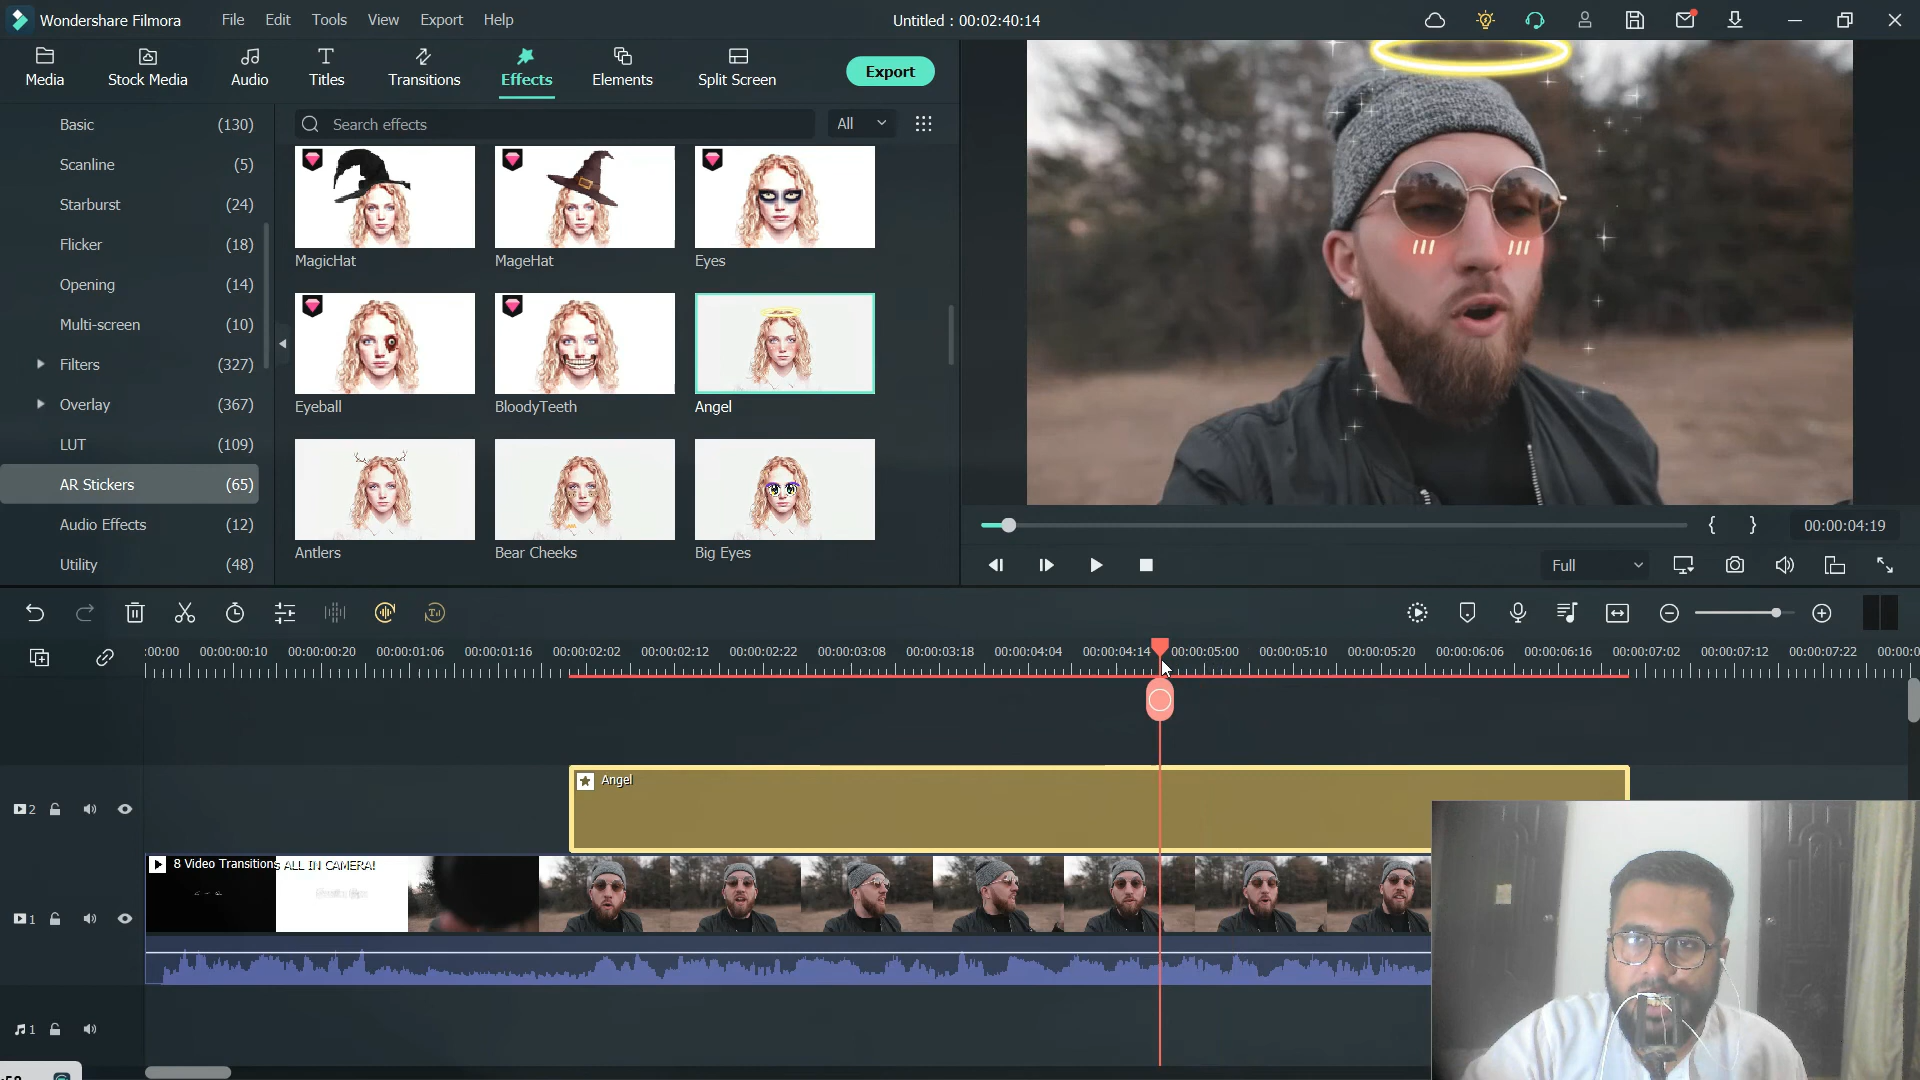 Wondershare Filmora File Edit Tools View Export Help Untitled : 00:02:40:14
Media Stock Media Audio Titles Transitions Effects Elements Split Screen Export
Basic (130)
Scanline (5)
Starburst (24)
Flicker (18)
Opening (14)
Multi-screen (10)
Filters (327)
Overlay (367)
LUT (109)
AR Stickers (65)
Audio Effects (12)
Utility (48)
Search effects All
MagicHat MageHat Eyes
Eyeball BloodyTeeth Angel
Antlers Bear Cheeks Big Eyes
00:00:04:19
Full
:00:00 00:00:00:10 00:00:00:20 00:00:01:06 00:00:01:16 00:00:02:02 00:00:02:12 00:00:02:22 00:00:03:08 00:00:03:18 00:00:04:04 00:00:04:14 00:00:05:00 00:00:05:10 00:00:05:20 00:00:06:06 00:00:06:16 00:00:07:02 00:00:07:12 00:00:07:22 00:00:0
Angel
2
8 Video Transitions ALL IN CAMERA!
1
1